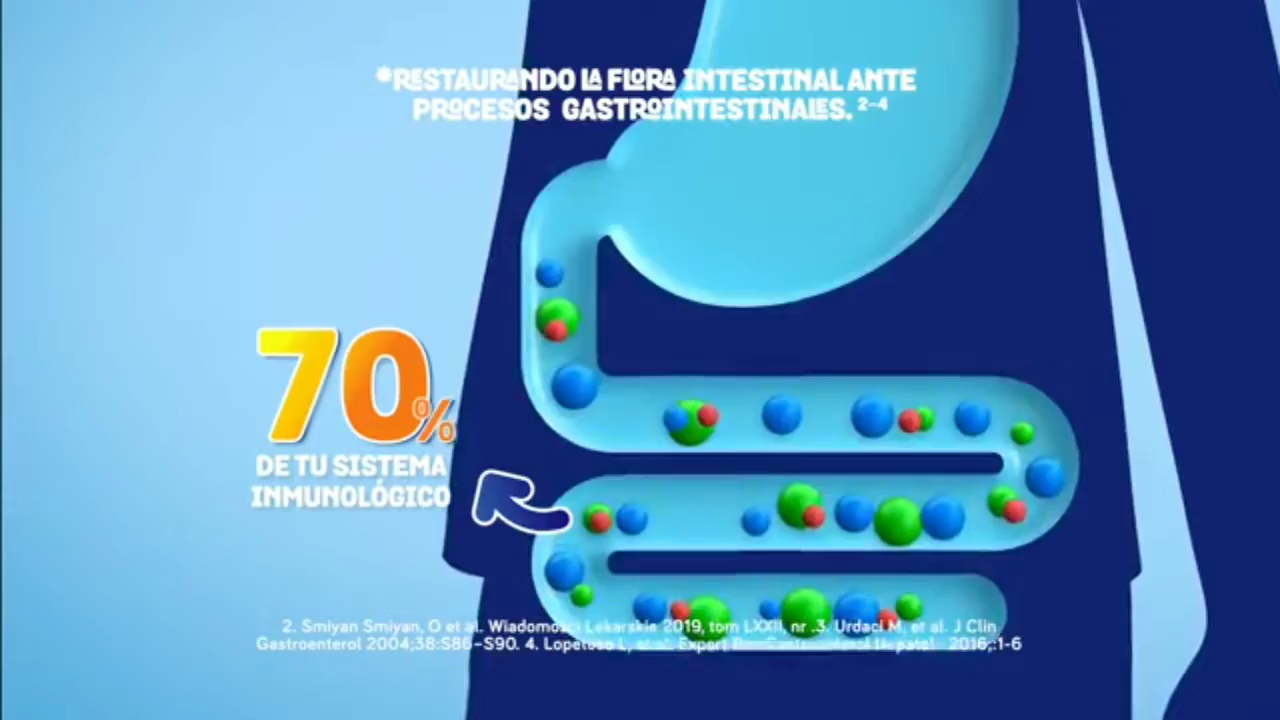 *RESTAURANDO LA FLORA INTESTINAL ANTE
PROCESOS GASTROINTESTINALES. 2-4
70%
DE TU SISTEMA
INMUNOLÓGICO
2. Smiyan Smiyan, O et al. Wiadomości Lekarskie 2019, tom LXXII, nr .3. Urdaci M, et al. J Clin
Gastroenterol 2004;38:S86-S90. 4. Lopetuso L, et al. Expert 2016;:1-6